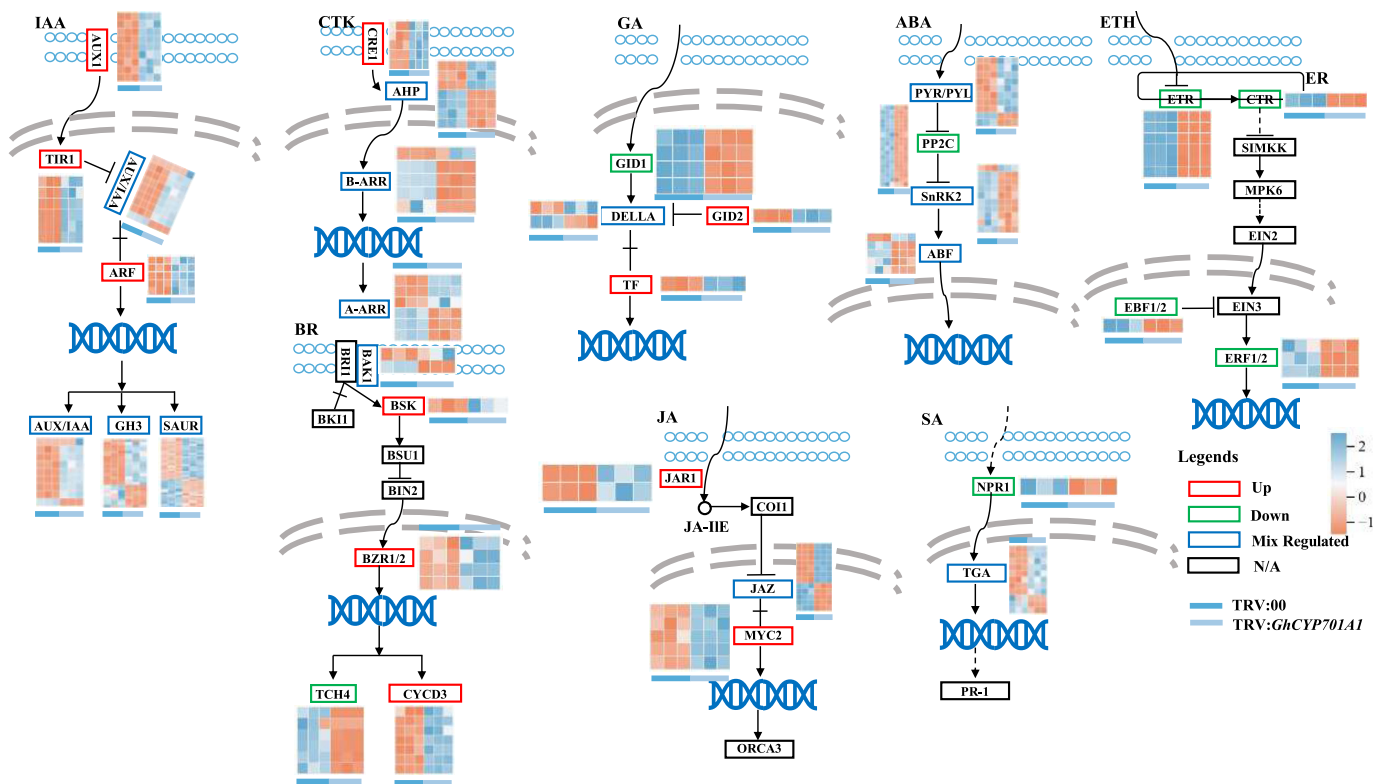 IAA
AUX1
TIR1
AUX/IAA
ARF
AUX/IAA
GH3
SAUR
CTK
CRE1
AHP
B-ARR
A-ARR
BR
BRI1
BAK1
BKI1
BSK
BSU1
BIN2
BZR1/2
TCH4
CYCD3
GA
GID1
DELLA
GID2
TF
JA
JAR1
JA-IIE
COI1
JAZ
MYC2
ORCA3
ABA
PYR/PYL
PP2C
SnRK2
ABF
SA
NPR1
TGA
PR-1
ETH
ER
ETR
CTR
SIMKK
MPK6
EIN2
EBF1/2
EIN3
ERF1/2
Legends
Up
Down
Mix Regulated
N/A
TRV:00
TRV:GhCYP701A1
2
1
0
−1